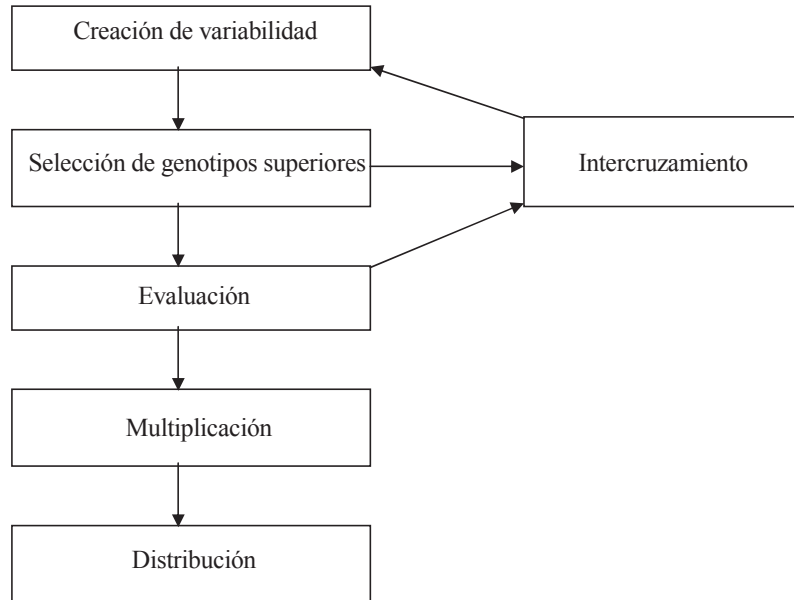 Creación de variabilidad
Selección de genotipos superiores
Intercruzamiento
Evaluación
Multiplicación
Distribución